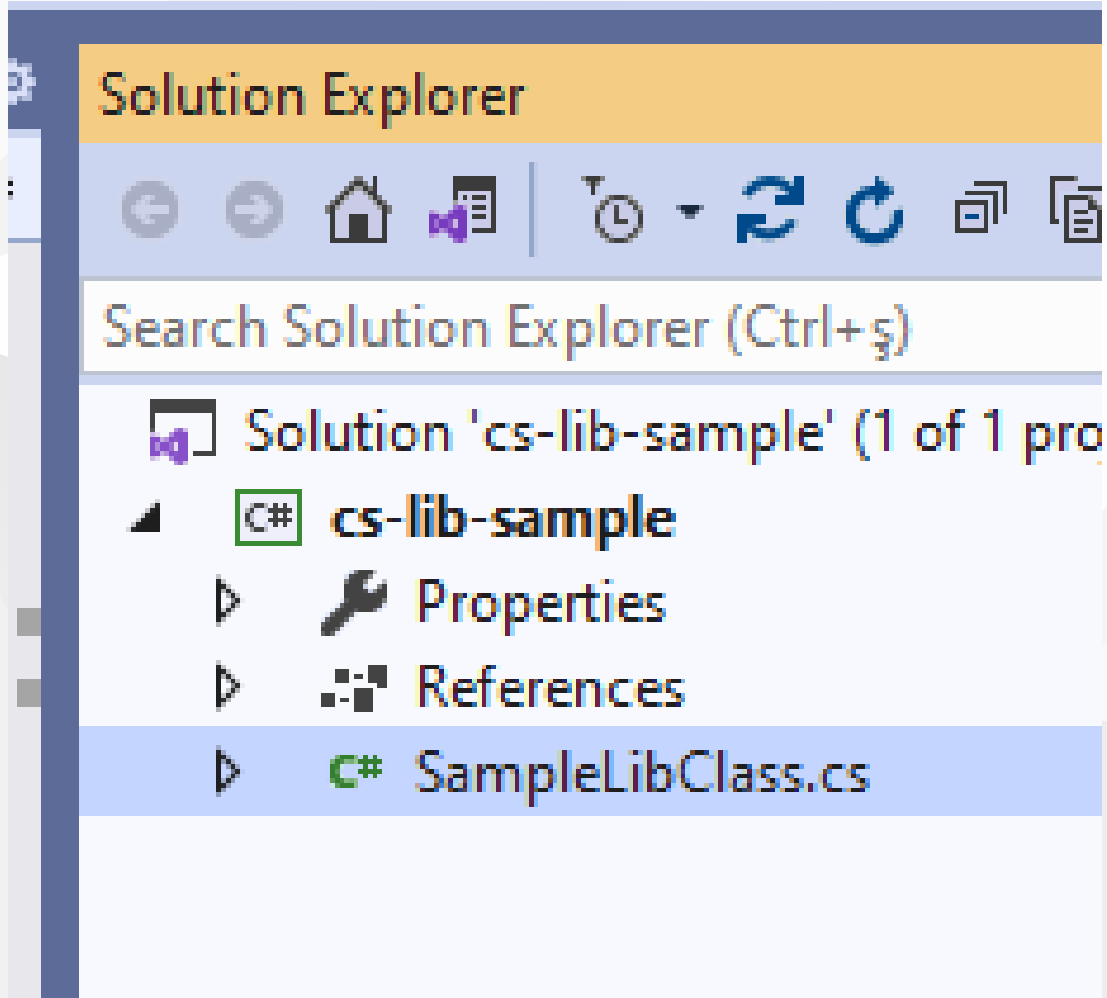 Solution Explorer
Search Solution Explorer (Ctrl+ş)
Solution 'cs-lib-sample' (1 of 1 pro
C# cs-lib-sample
Properties
References
C# SampleLibClass.cs